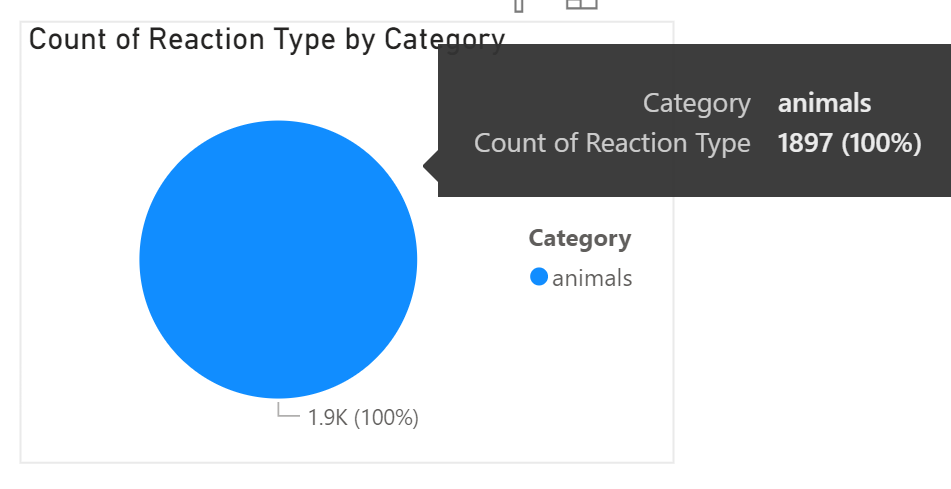 Count of Reaction Type by Category
Category animals
Count of Reaction Type 1897 (100%)
Category
animals
1.9K (100%)